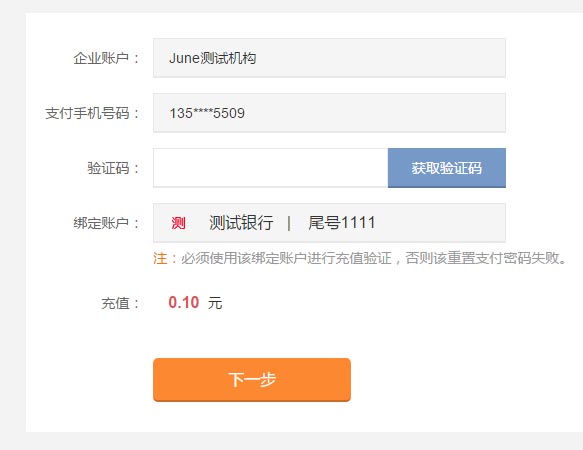 企业账户： June测试机构
支付手机号码： 135****5509
验证码： 获取验证码
绑定账户： 测 测试银行 | 尾号1111
注：必须使用该绑定账户进行充值验证，否则该重置支付密码失败。
充值： 0.10 元
下一步